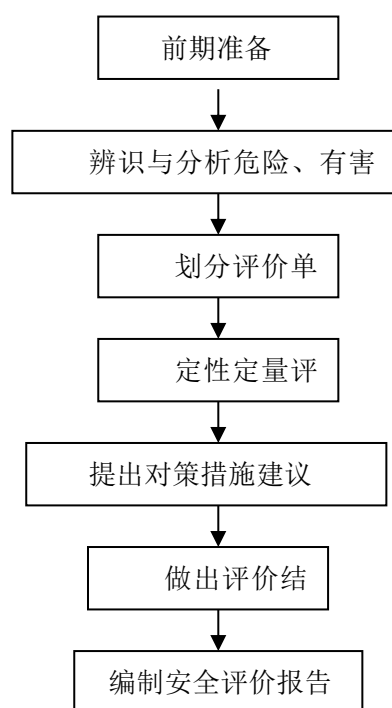 前期准备
辨识与分析危险、有害
划分评价单
定性定量评
提出对策措施建议
做出评价结
编制安全评价报告